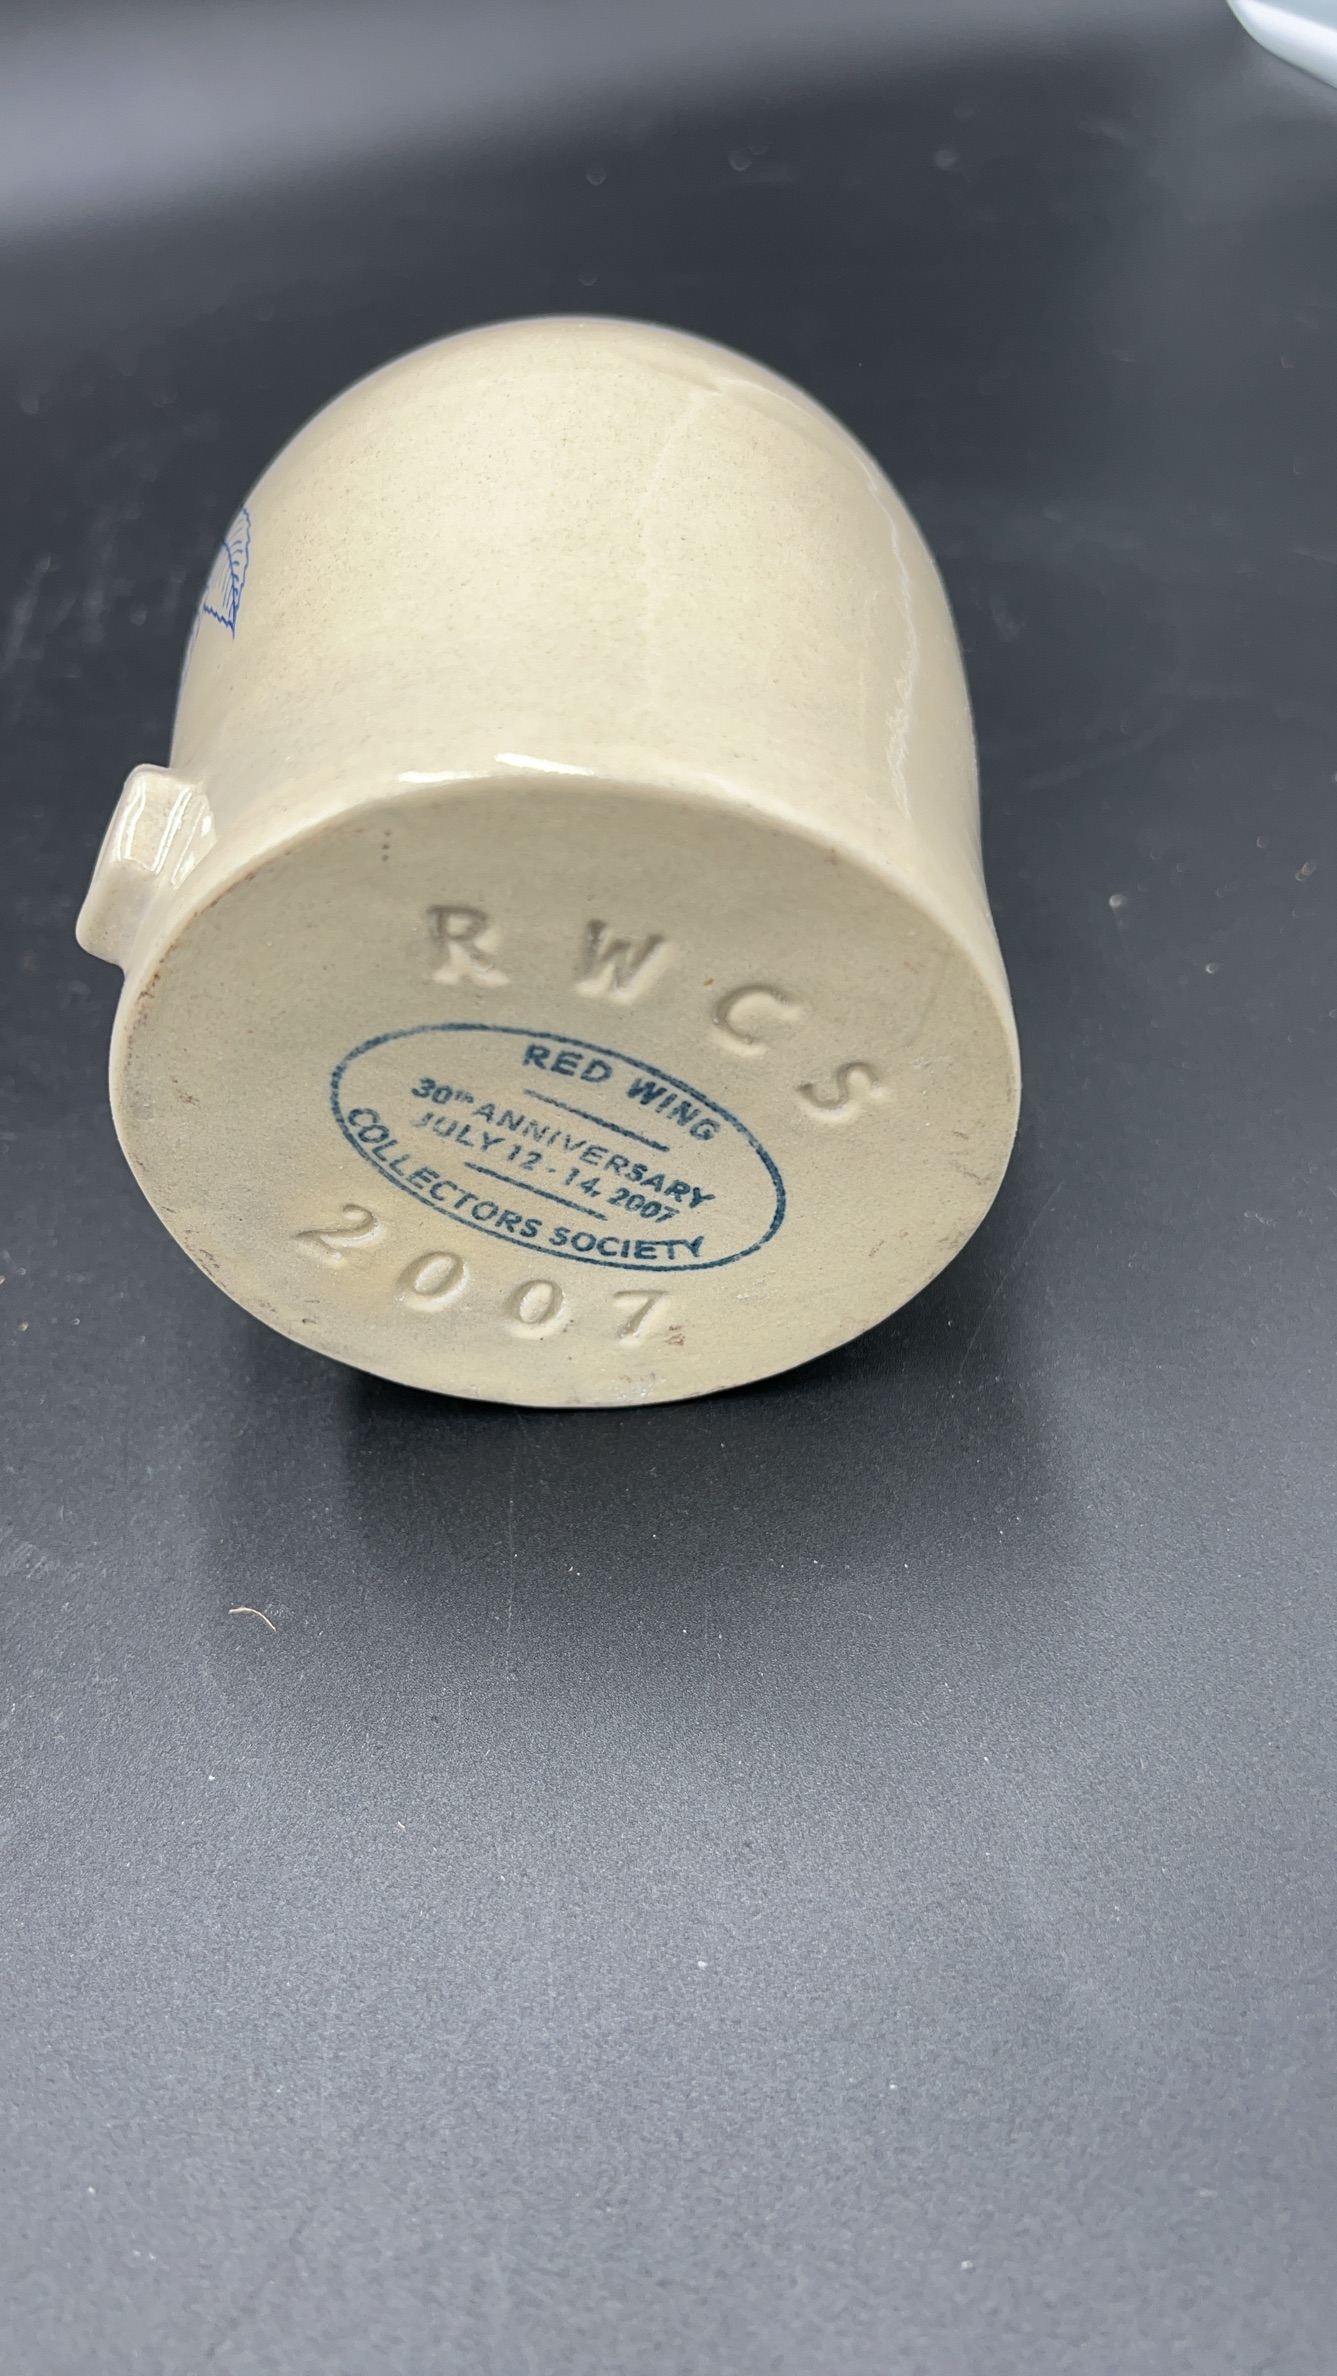 RWCS
RED WING
30th ANNIVERSARY
JULY 12 - 14, 2007
COLLECTORS SOCIETY
2007